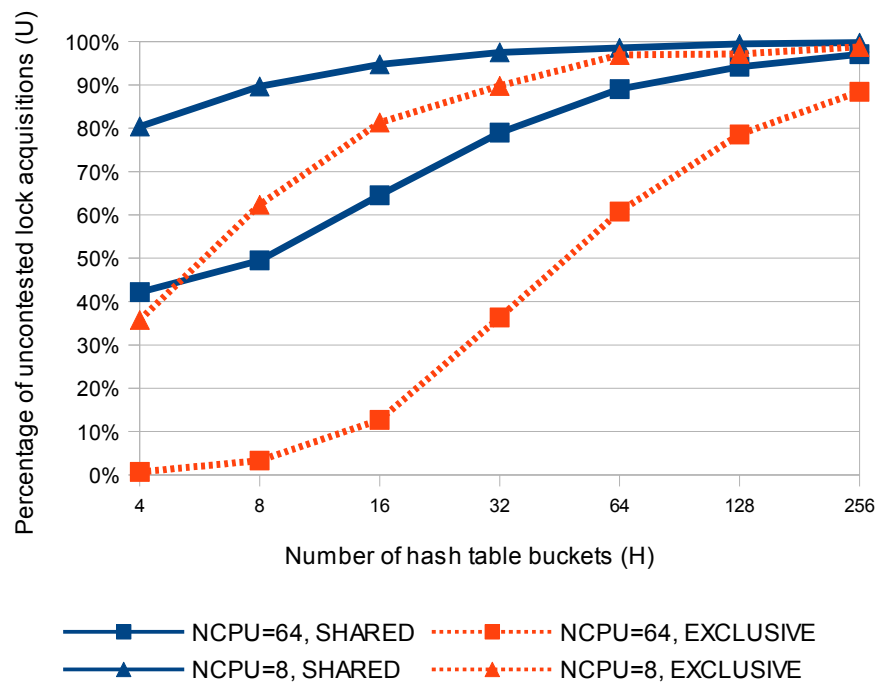 Percentage of uncontested lock acquisitions (U)
100%
90%
80%
70%
60%
50%
40%
30%
20%
10%
0%
4 8 16 32 64 128 256
Number of hash table buckets (H)
NCPU=64, SHARED NCPU=64, EXCLUSIVE
NCPU=8, SHARED NCPU=8, EXCLUSIVE